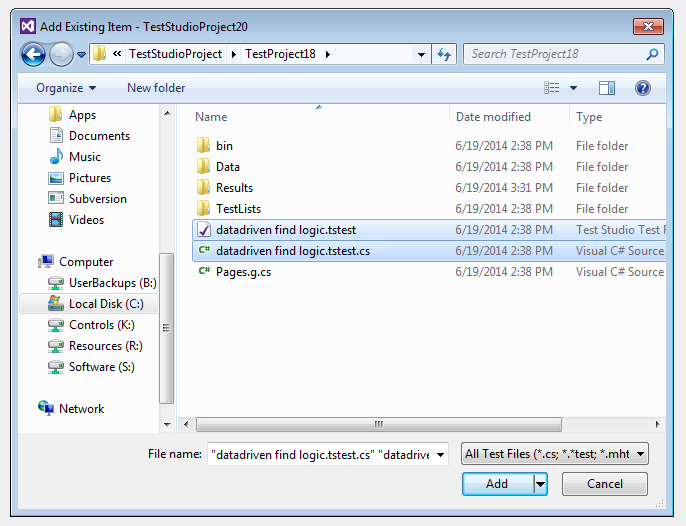 Add Existing Item - TestStudioProject20
« TestStudioProject TestProject18 Search TestProject18
Organize New folder
Name Date modified Type
Apps
Documents
Music
Pictures
Subversion
Videos
Computer
UserBackups (B:)
Local Disk (C:)
Controls (K:)
Resources (R:)
Software (S:)
Network
bin 6/19/2014 2:38 PM File folder
Data 6/19/2014 2:38 PM File folder
Results 6/19/2014 3:31 PM File folder
TestLists 6/19/2014 2:38 PM File folder
datadriven find logic.tstest 6/19/2014 2:38 PM Test Studio Test F
C# datadriven find logic.tstest.cs 6/19/2014 2:38 PM Visual C# Source
C# Pages.g.cs 6/19/2014 2:38 PM Visual C# Source
File name: "datadriven find logic.tstest.cs" "datadrive All Test Files (*.cs; *.*test; *.mht
Add Cancel